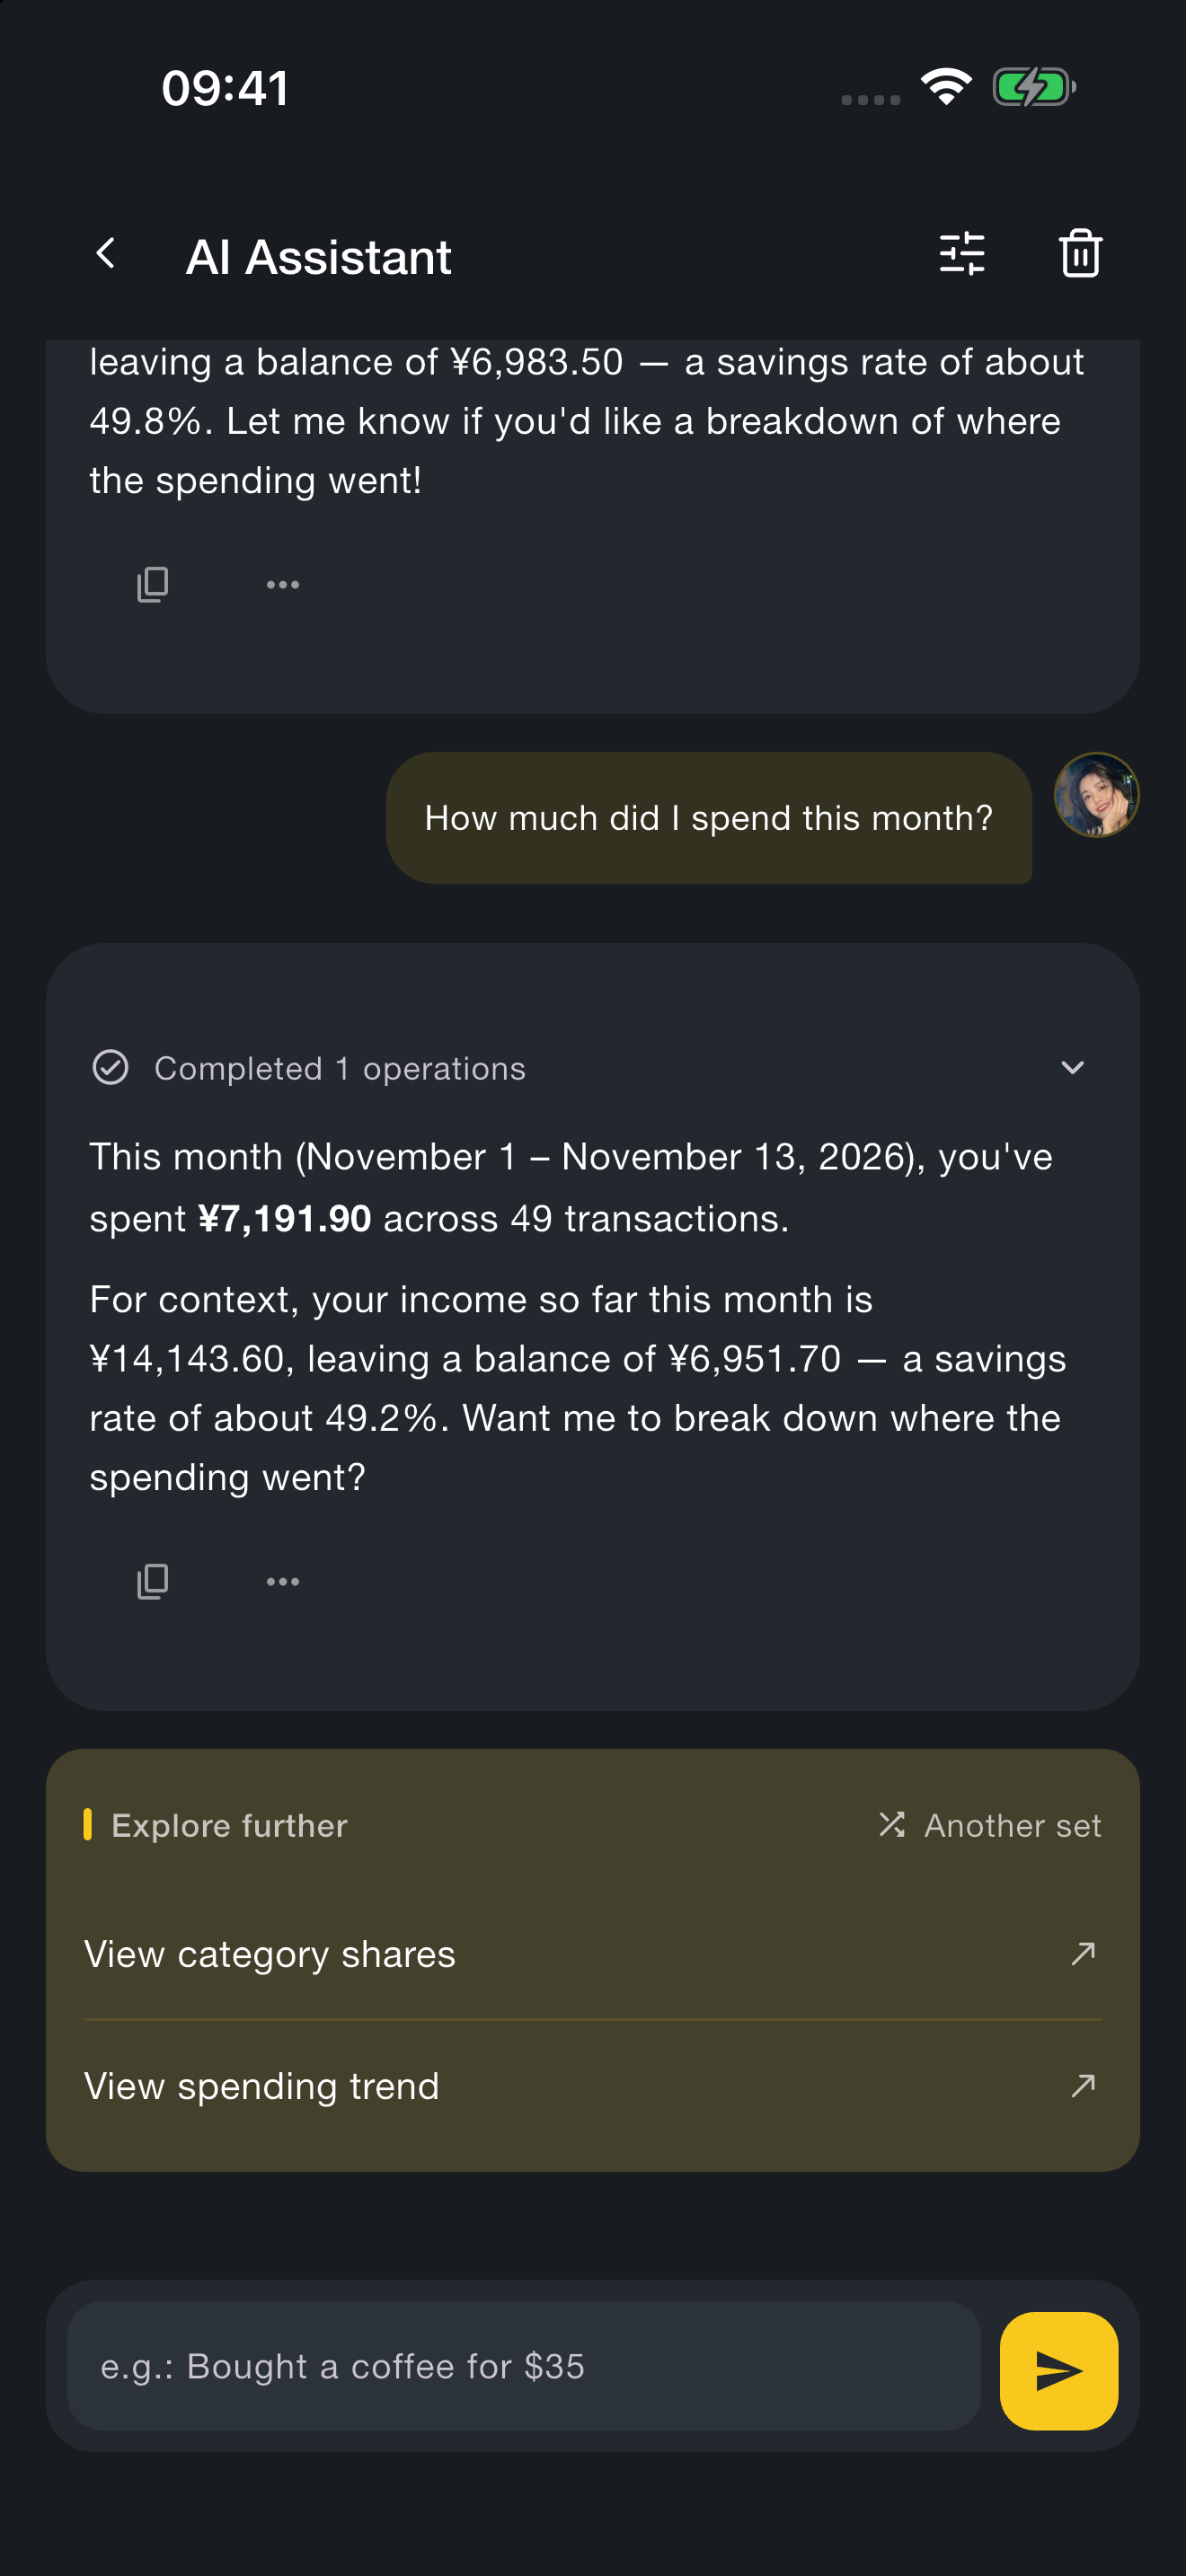 09:41
AI Assistant
leaving a balance of ¥6,983.50 — a savings rate of about
49.8%. Let me know if you'd like a breakdown of where
the spending went!
How much did I spend this month?
Completed 1 operations
This month (November 1 – November 13, 2026), you've
spent ¥7,191.90 across 49 transactions.
For context, your income so far this month is
¥14,143.60, leaving a balance of ¥6,951.70 — a savings
rate of about 49.2%. Want me to break down where the
spending went?
Explore further
Another set
View category shares
View spending trend
e.g.: Bought a coffee for $35